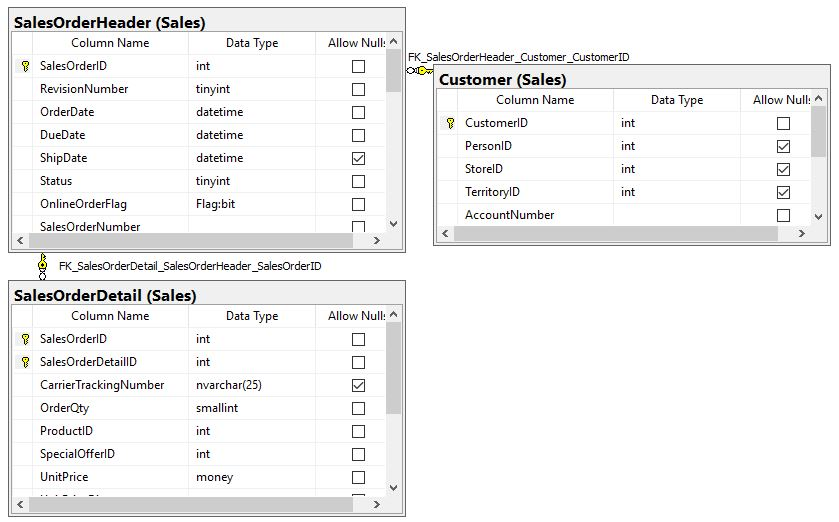 SalesOrderHeader (Sales)
Column Name Data Type Allow Nulls
SalesOrderID int
RevisionNumber tinyint
OrderDate datetime
DueDate datetime
ShipDate datetime
Status tinyint
OnlineOrderFlag Flag:bit
SalesOrderNumber
FK_SalesOrderHeader_Customer_CustomerID
Customer (Sales)
Column Name Data Type Allow Nulls
CustomerID int
PersonID int
StoreID int
TerritoryID int
AccountNumber
FK_SalesOrderDetail_SalesOrderHeader_SalesOrderID
SalesOrderDetail (Sales)
Column Name Data Type Allow Nulls
SalesOrderID int
SalesOrderDetailID int
CarrierTrackingNumber nvarchar(25)
OrderQty smallint
ProductID int
SpecialOfferID int
UnitPrice money